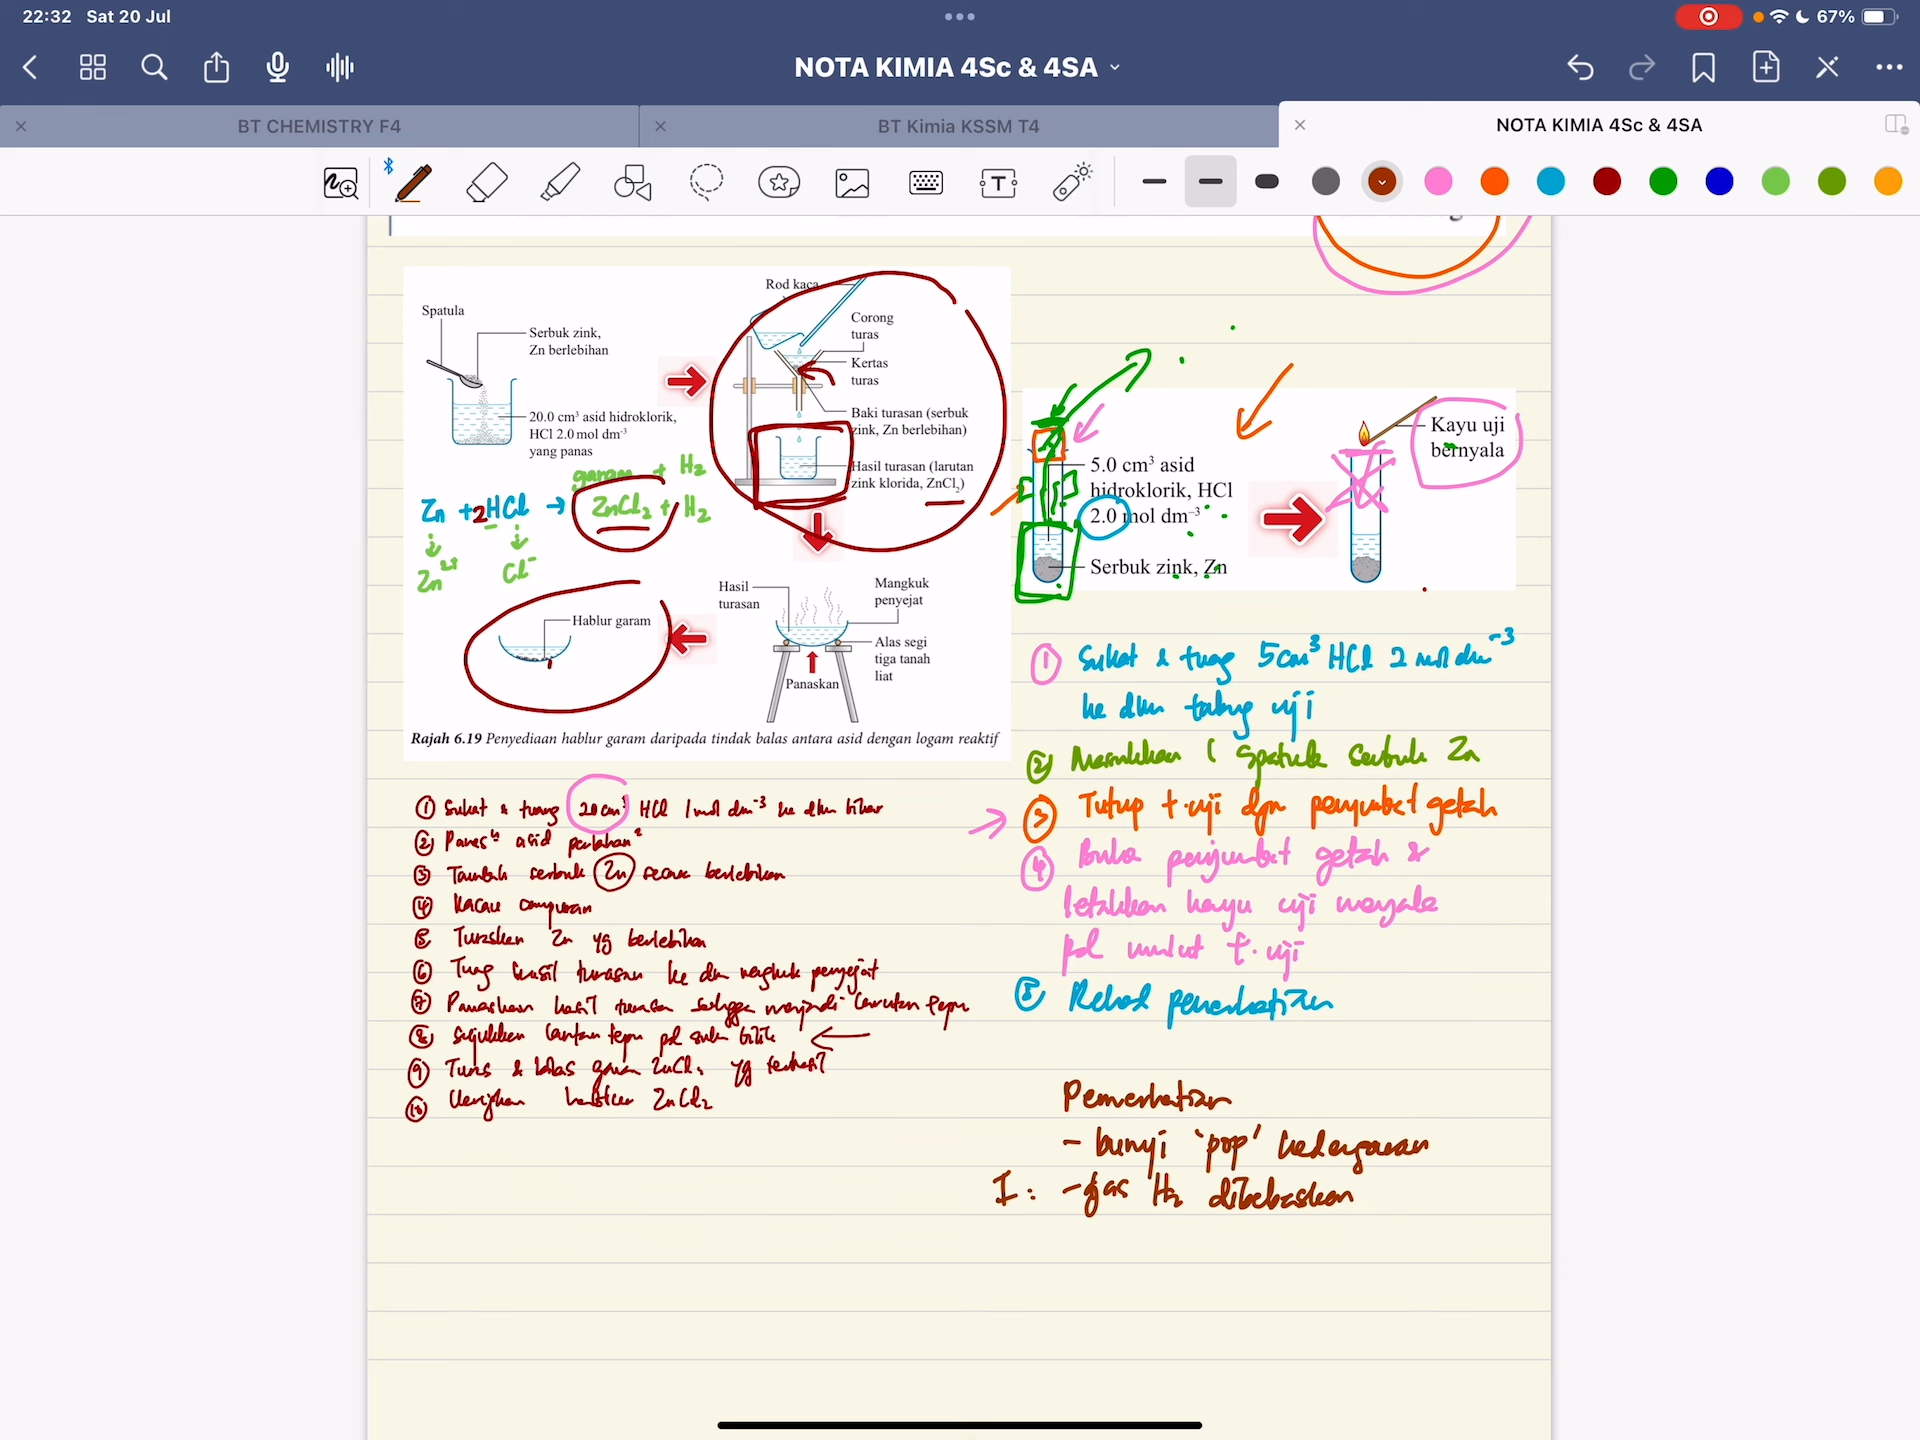 22:32 Sat 20 Jul
67%
NOTA KIMIA 4Sc & 4SA
BT CHEMISTRY F4
BT Kimia KSSM T4
NOTA KIMIA 4Sc & 4SA
Spatula
Serbuk zink,
Zn berlebihan
20.0 cm³ asid hidroklorik,
HCl 2.0 mol dm⁻³
yang panas
Rod kaca
Corong
turas
Kertas
turas
Baki turasan (serbuk
zink, Zn berlebihan)
Hasil turasan (larutan
zink klorida, ZnCl₂)
garam + H₂
Zn + 2HCl → ZnCl₂ + H₂
Zn²⁺ Cl⁻
Hasil
turasan
Mangkuk
penyejat
Alas segi
tiga tanah
liat
Panaskan
Hablur garam
Rajah 6.19 Penyediaan hablur garam daripada tindak balas antara asid dengan logam reaktif
5.0 cm³ asid
hidroklorik, HCl
2.0 mol dm⁻³
Serbuk zink, Zn
Kayu uji
bernyala
① Sukat & tuang 20cm³ HCl 1mol dm⁻³ ke dlm bikar
② Panas asid perlahan²
③ Tambah serbuk Zn secara berlebihan
④ Kacau campuran
⑤ Turaskan Zn yg berlebihan
⑥ Tuag hasil turasan ke dlm mangkuk penyejat
⑦ Panaskan hasil turasan sehingga menjadi larutan tepu
⑧ Sejukkan larutan tepu pd suhu bilik
⑨ Turas & bilas garam ZnCl₂ yg terhasil
⑩ Keringkan ZnCl₂
① Sukat & tuag 5cm³ HCl 2 mol dm⁻³
ke dlm tabug uji
② Masukkan 1 spatula serbuk Zn
③ Tutup t.uji dgn penyumbat getah
④ Buka penyumbat getah &
letakkan kayu uji menyala
pd mulut t.uji
⑤ Rekod pemerhatian
Pemerhatian
- bunyi 'pop' kedengaran
I: - gas H₂ dibebaskan